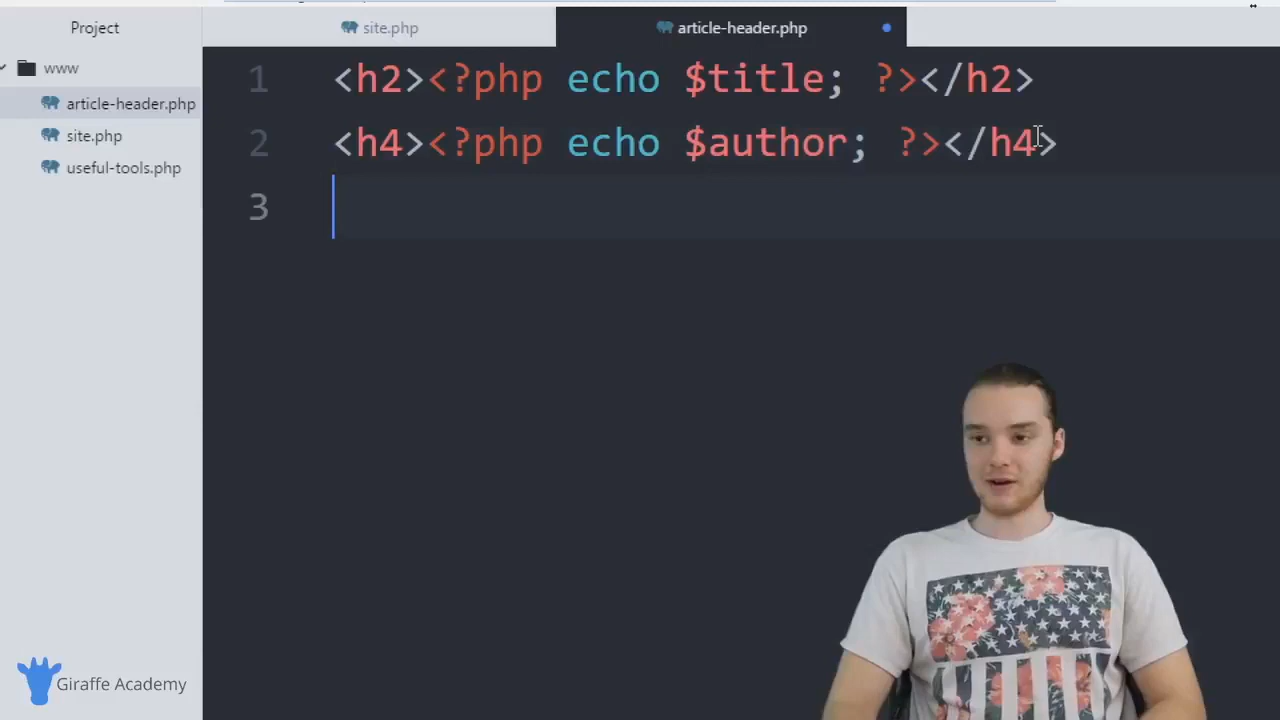 Project
site.php
article-header.php
www
article-header.php
site.php
useful-tools.php
1 <h2><?php echo $title; ?></h2>
2 <h4><?php echo $author; ?></h4>
3
Giraffe Academy